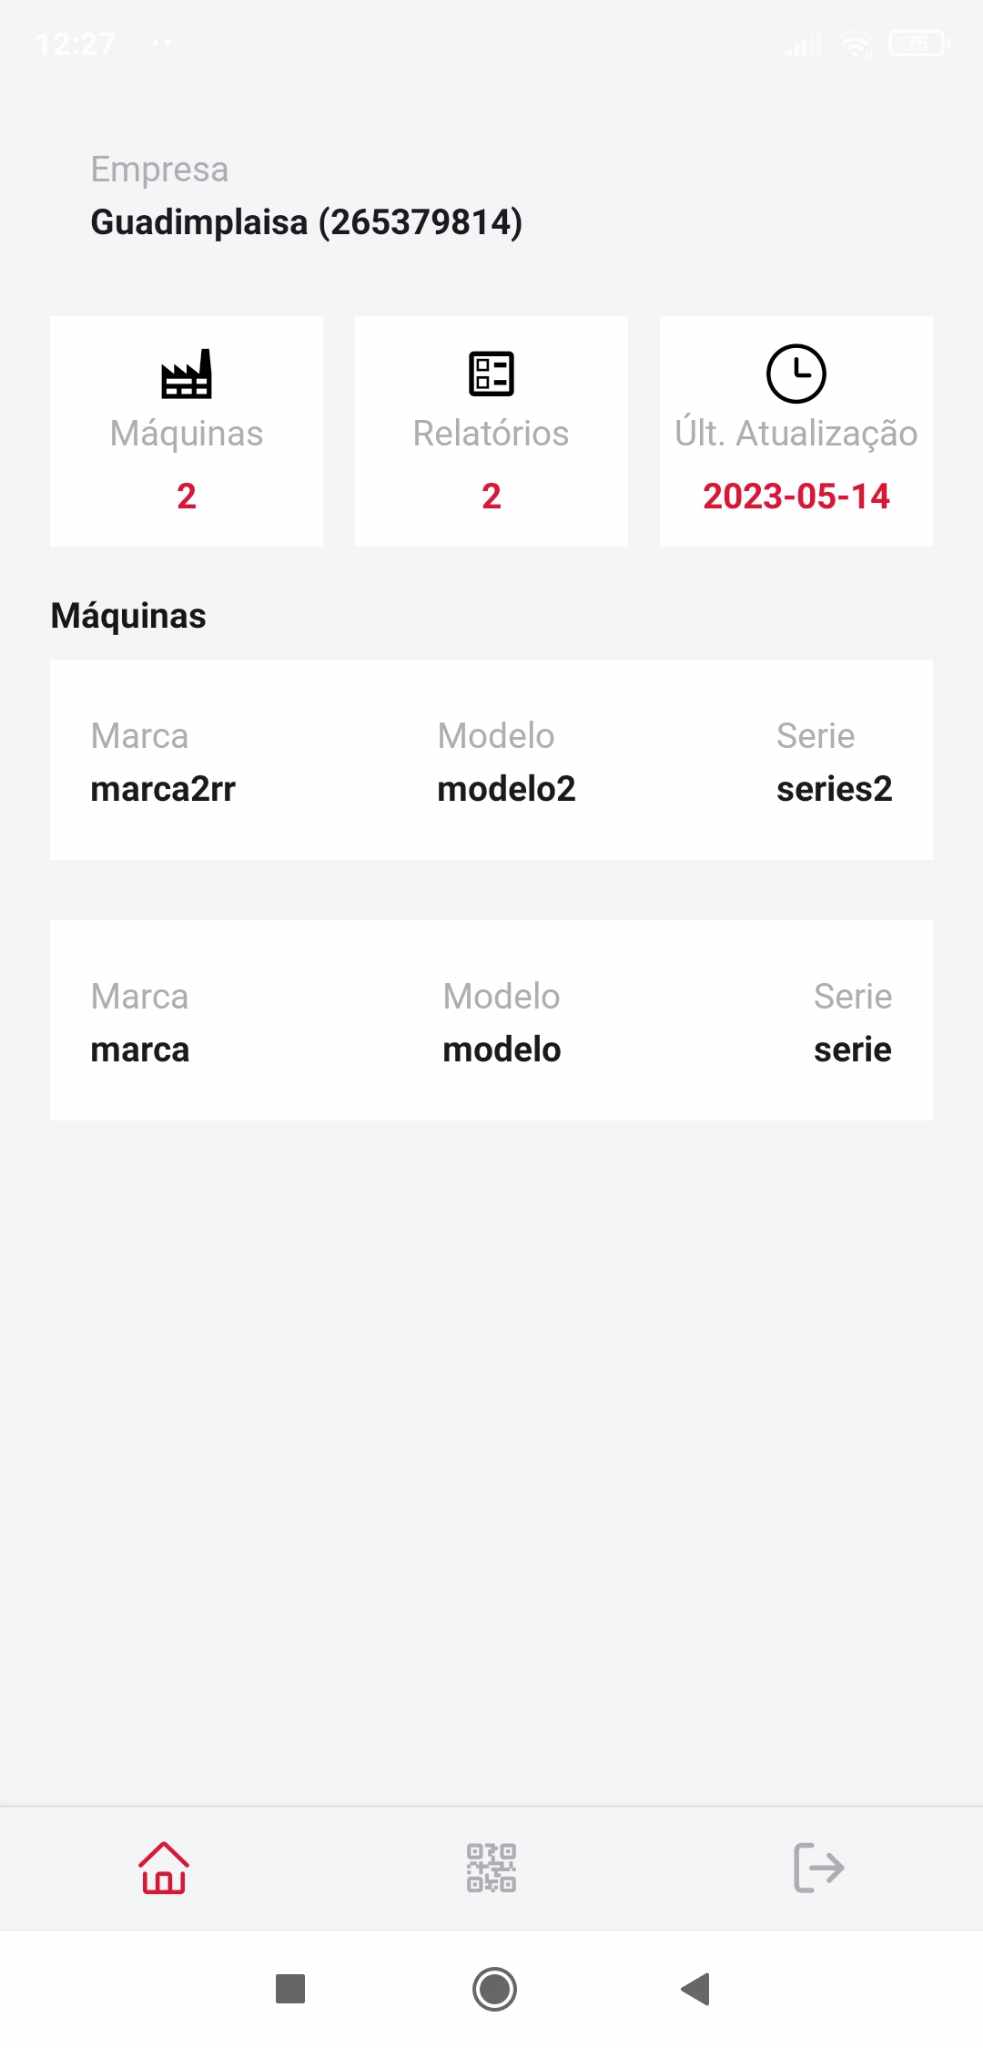 12:27
Empresa
Guadimplaisa (265379814)
Máquinas
2
Relatórios
2
Últ. Atualização
2023-05-14
Máquinas
Marca Modelo Serie
marca2rr modelo2 series2
Marca Modelo Serie
marca modelo serie